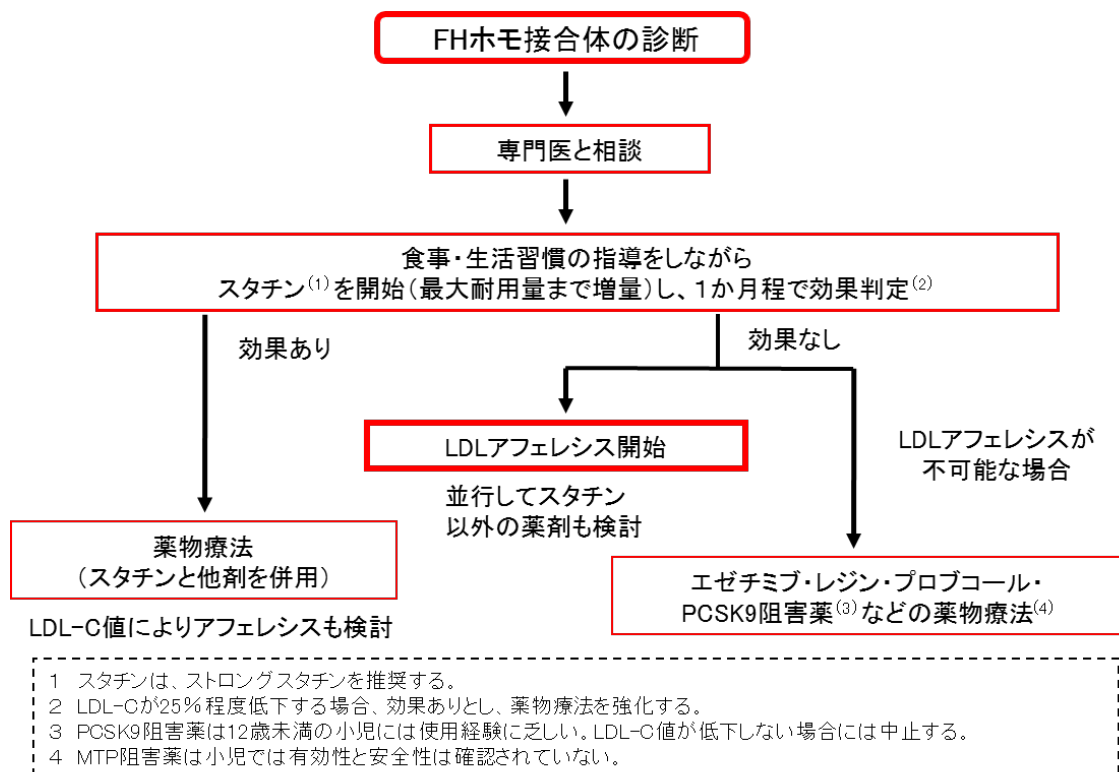 FHホモ接合体の診断
専門医と相談
食事・生活習慣の指導をしながら
スタチン⁽¹⁾を開始(最大耐用量まで増量)し、1か月程で効果判定⁽²⁾
効果あり
効果なし
LDLアフェレシス開始
LDLアフェレシスが
不可能な場合
並行してスタチン
以外の薬剤も検討
薬物療法
(スタチンと他剤を併用)
エゼチミブ・レジン・プロブコール・
PCSK9阻害薬⁽³⁾などの薬物療法⁽⁴⁾
LDL-C値によりアフェレシスも検討
1 スタチンは、ストロングスタチンを推奨する。
2 LDL-Cが25%程度低下する場合、効果ありとし、薬物療法を強化する。
3 PCSK9阻害薬は12歳未満の小児には使用経験に乏しい。LDL-C値が低下しない場合には中止する。
4 MTP阻害薬は小児では有効性と安全性は確認されていない。